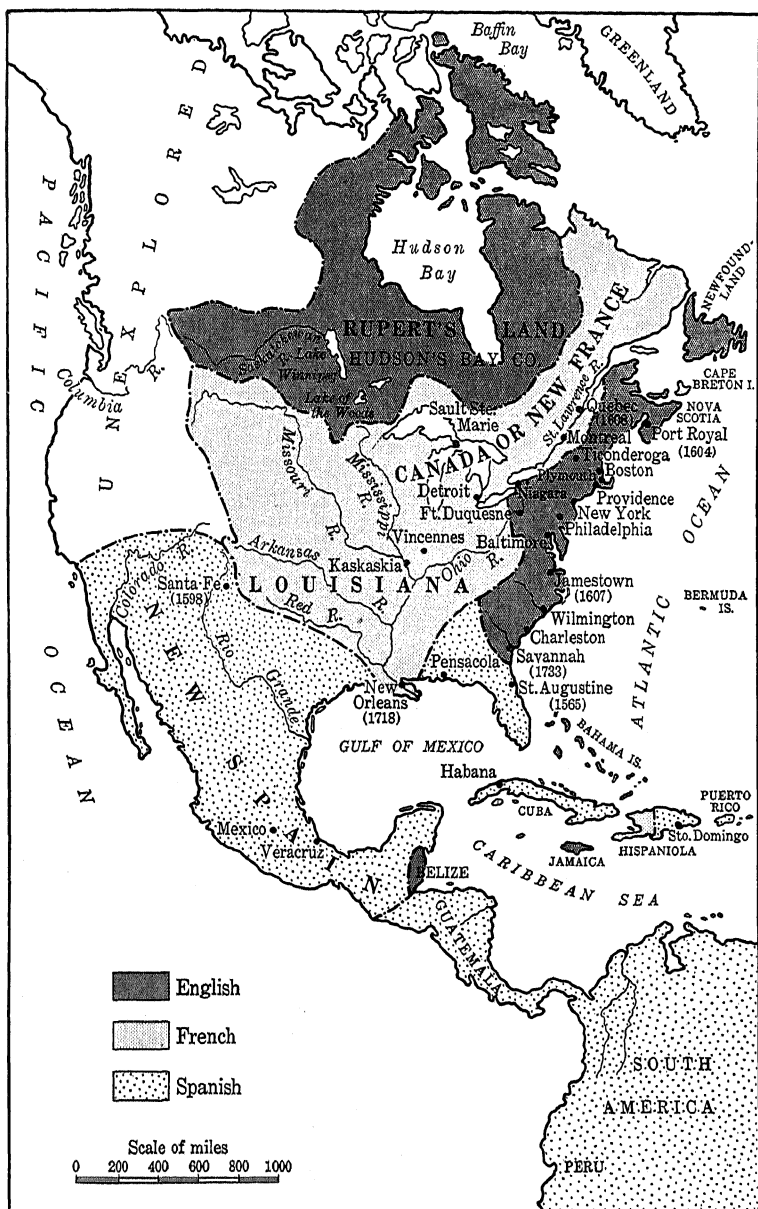 Baffin
Bay
GREENLAND
UNEXPLORED
PACIFIC
OCEAN
Hudson
Bay
NEWFOUND-
LAND
RUPERT'S LAND
HUDSON'S BAY CO
Saskatchewan
R.
Lake
Winnipeg
Lake of
the Woods
Columbia
R.
CAPE
BRETON I.
CANADA OR NEW FRANCE
St. Lawrence R.
Sault Ste.
Marie
Quebec
(1608)
NOVA
SCOTIA
Port Royal
(1604)
Montreal
Ticonderoga
Plymouth
Boston
Niagara
Providence
New York
Philadelphia
Detroit
Ft. Duquesne
Baltimore
Missouri
R.
Mississippi
R.
Vincennes
Kaskaskia
Ohio
R.
Arkansas
R.
LOUISIANA
Red R.
Colorado R.
Santa Fe
(1598)
Rio
Grande
Jamestown
(1607)
Wilmington
Charleston
Savannah
(1733)
St. Augustine
(1565)
Pensacola
New
Orleans
(1718)
BERMUDA
IS.
ATLANTIC
OCEAN
NEW SPAIN
GULF OF MEXICO
BAHAMA IS.
Habana
CUBA
PUERTO
RICO
Sto. Domingo
HISPANIOLA
JAMAICA
Mexico
Veracruz
BELIZE
CARIBBEAN SEA
GUATEMALA
SOUTH
AMERICA
PERU
English
French
Spanish
Scale of miles
0 200 400 600 800 1000